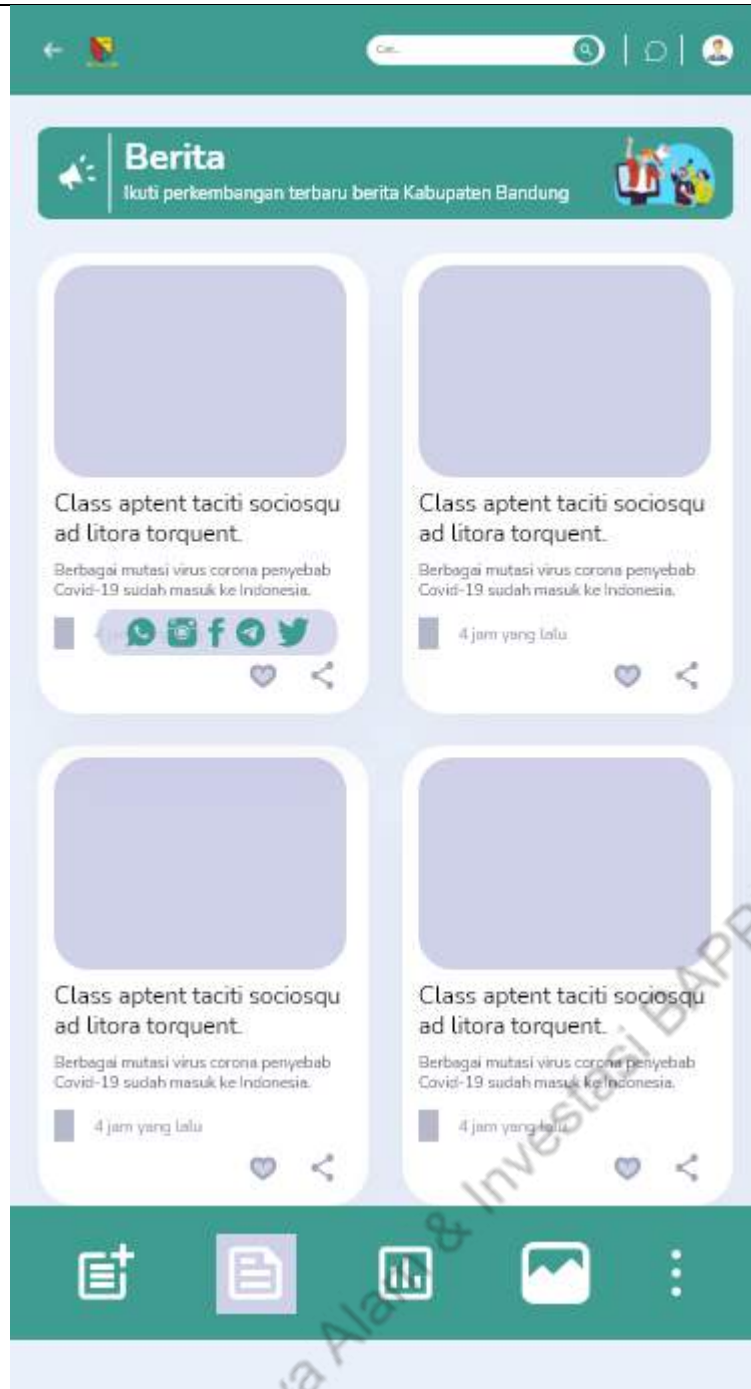 Cari...
Berita
Ikuti perkembangan terbaru berita Kabupaten Bandung
Class aptent taciti sociosqu
ad litora torquent.
Berbagai mutasi virus corona penyebab
Covid-19 sudah masuk ke Indonesia.
4
Class aptent taciti sociosqu
ad litora torquent.
Berbagai mutasi virus corona penyebab
Covid-19 sudah masuk ke Indonesia.
4 jam yang lalu
Class aptent taciti sociosqu
ad litora torquent.
Berbagai mutasi virus corona penyebab
Covid-19 sudah masuk ke Indonesia.
4 jam yang lalu
Class aptent taciti sociosqu
ad litora torquent.
Berbagai mutasi virus corona penyebab
Covid-19 sudah masuk ke Indonesia.
4 jam yang lalu
Alam & Investasi